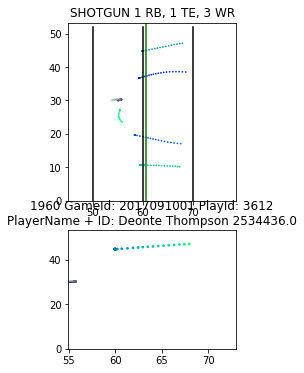 SHOTGUN 1 RB, 1 TE, 3 WR
50
40
30
20
10
0
50 60 70
1960 GameId: 2017091001 PlayId: 3612
PlayerName + ID: Deonte Thompson 2534436.0
40
20
0
55 60 65 70